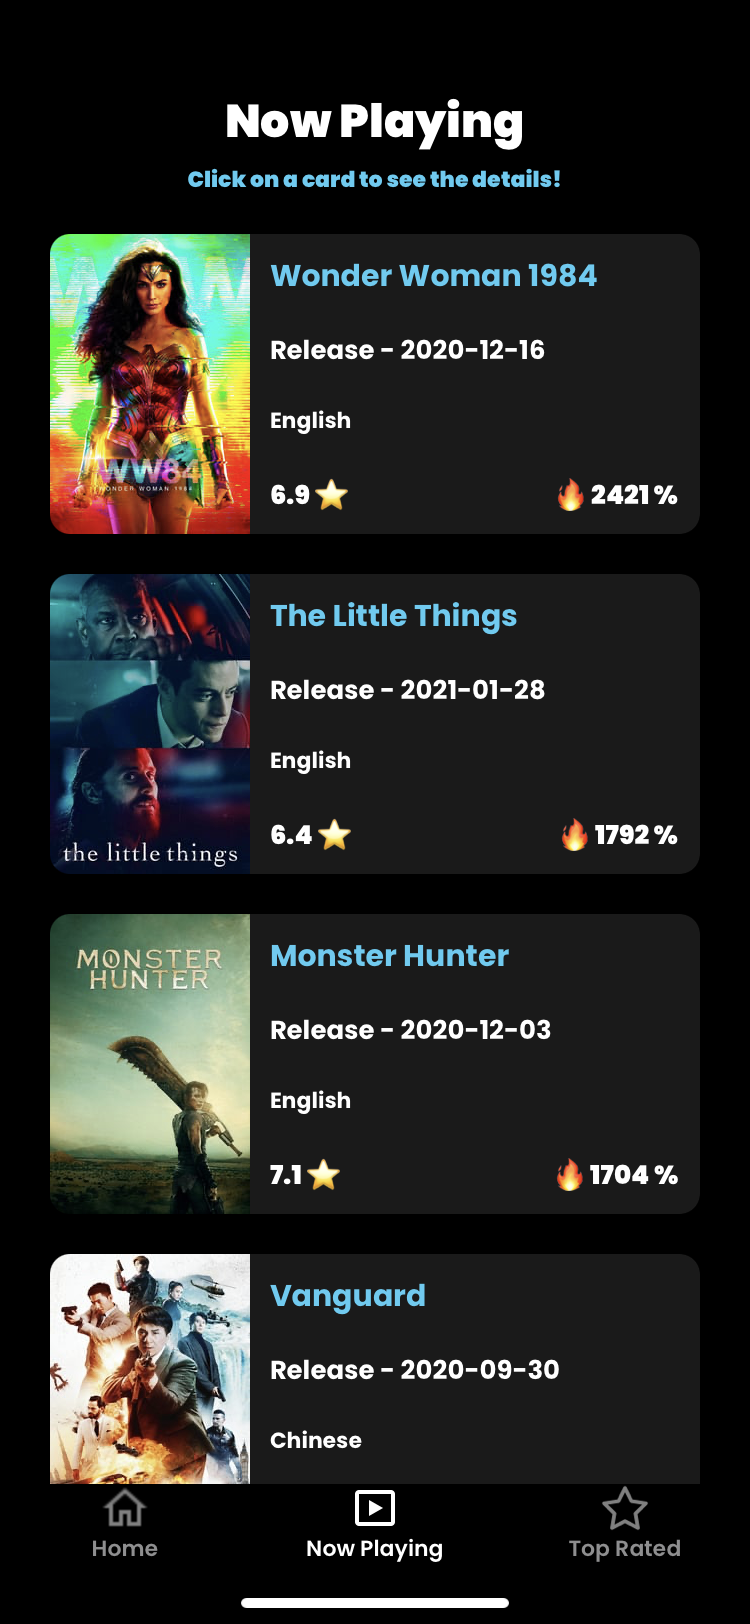 Now Playing
Click on a card to see the details!
WW84
WONDER WOMAN 1984
Wonder Woman 1984
Release - 2020-12-16
English
6.9 ⭐ 🔥 2421 %
the little things
The Little Things
Release - 2021-01-28
English
6.4 ⭐ 🔥 1792 %
MONSTER
HUNTER
Monster Hunter
Release - 2020-12-03
English
7.1 ⭐ 🔥 1704 %
Vanguard
Release - 2020-09-30
Chinese
Home Now Playing Top Rated